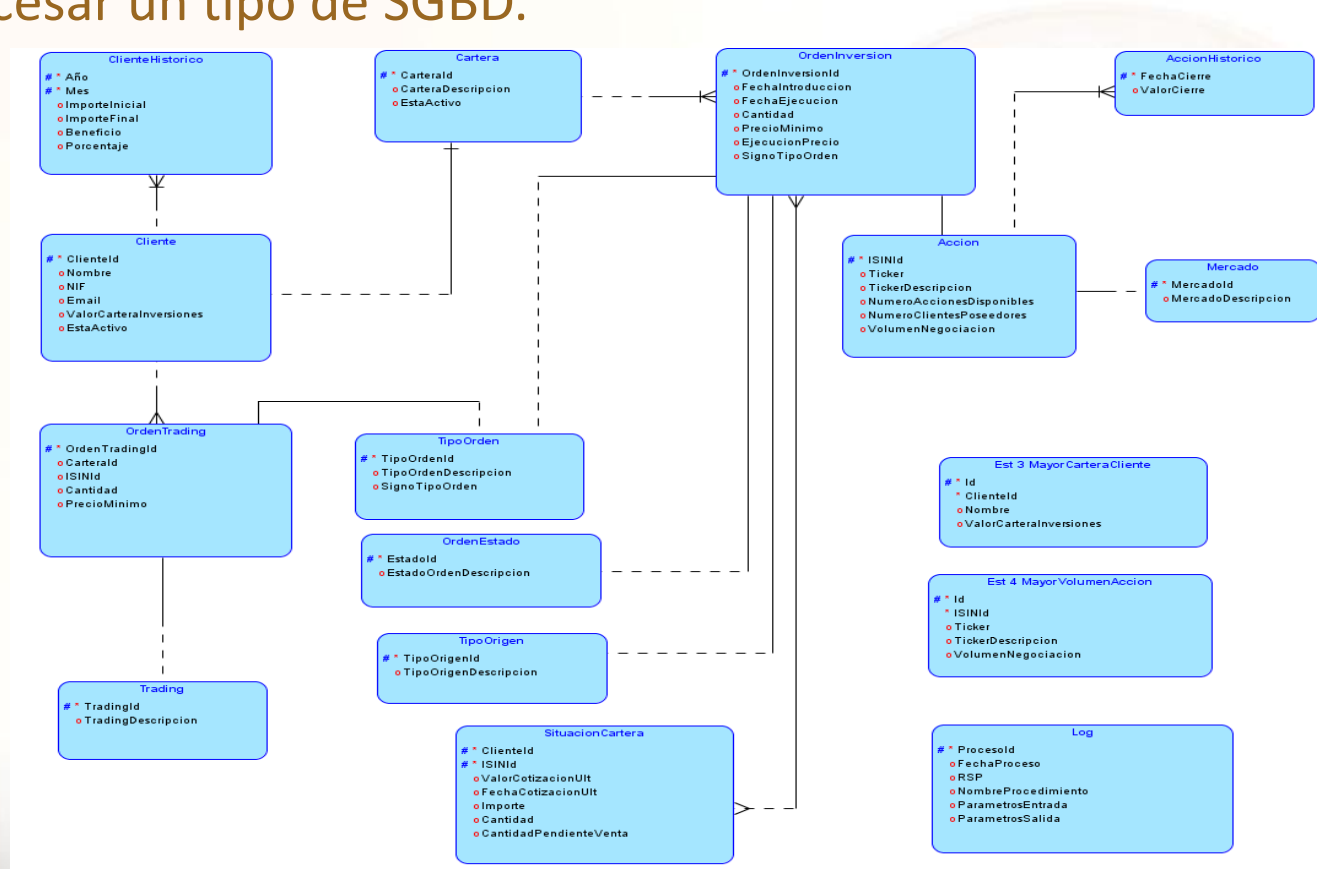 cesar un tipo de SGBD.
ClienteHistorico
# * Año
# * Mes
o ImporteInicial
o ImporteFinal
o Beneficio
o Porcentaje
Cartera
# * CarteraId
o CarteraDescripcion
o EstaActivo
OrdenInversion
# * OrdenInversionId
o FechaIntroduccion
o FechaEjecucion
o Cantidad
o PrecioMinimo
o EjecucionPrecio
o SignoTipoOrden
AccionHistorico
# * FechaCierre
o ValorCierre
Cliente
# * ClienteId
o Nombre
o NIF
o Email
o ValorCarteraInversiones
o EstaActivo
Accion
# * ISINId
o Ticker
o TickerDescripcion
o NumeroAccionesDisponibles
o NumeroClientesPoseedores
o VolumenNegociacion
Mercado
# * MercadoId
o MercadoDescripcion
OrdenTrading
# * OrdenTradingId
o CarteraId
o ISINId
o Cantidad
o PrecioMinimo
TipoOrden
# * TipoOrdenId
o TipoOrdenDescripcion
o SignoTipoOrden
Est 3 MayorCarteraCliente
# * Id
* ClienteId
o Nombre
o ValorCarteraInversiones
OrdenEstado
# * EstadoId
o EstadoOrdenDescripcion
Est 4 MayorVolumenAccion
# * Id
* ISINId
o Ticker
o TickerDescripcion
o VolumenNegociacion
TipoOrigen
# * TipoOrigenId
o TipoOrigenDescripcion
Trading
# * TradingId
o TradingDescripcion
SituacionCartera
# * ClienteId
# * ISINId
o ValorCotizacionUlt
o FechaCotizacionUlt
o Importe
o Cantidad
o CantidadPendienteVenta
Log
# * ProcesoId
o FechaProceso
o RSP
o NombreProcedimiento
o ParametrosEntrada
o ParametrosSalida